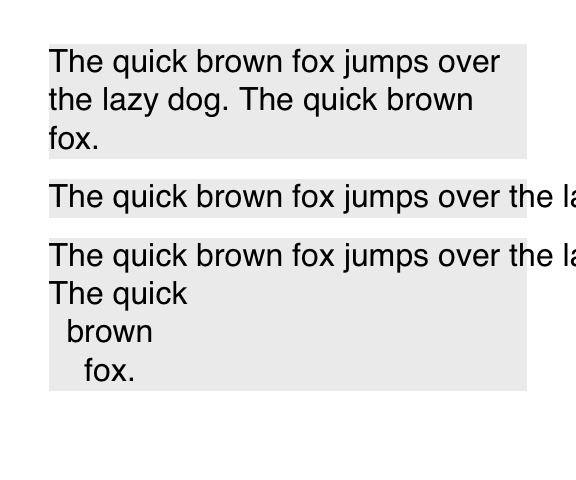 The quick brown fox jumps over
the lazy dog. The quick brown
fox.
The quick brown fox jumps over the
The quick brown fox jumps over the
The quick
brown
fox.